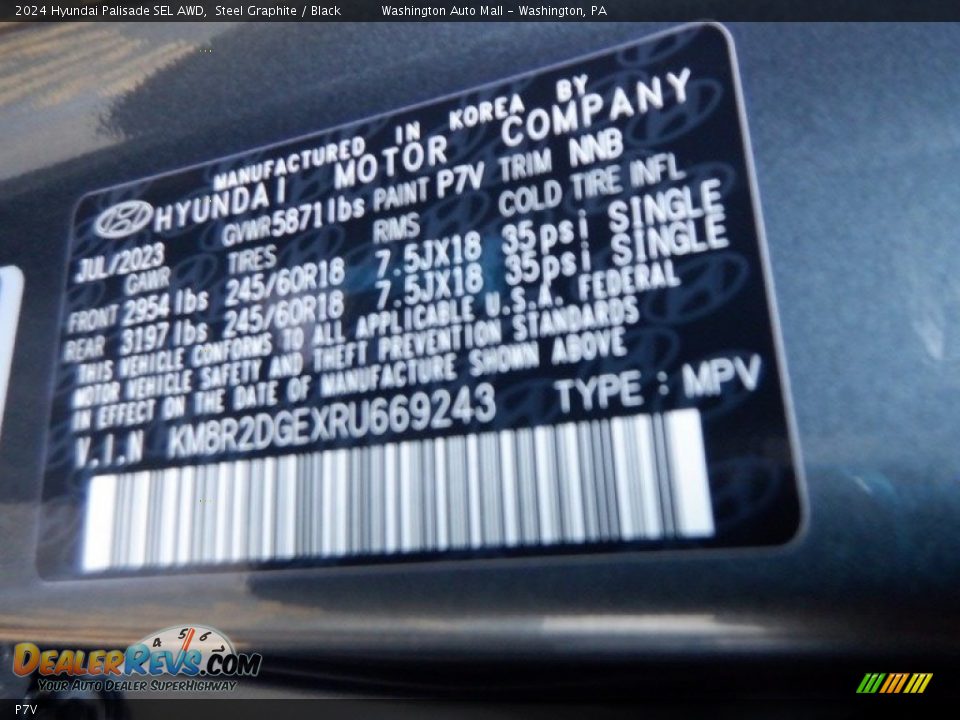 2024 Hyundai Palisade SEL AWD, Steel Graphite / Black Washington Auto Mall - Washington, PA
MANUFACTURED IN KOREA BY
HYUNDAI MOTOR COMPANY
JUL/2023 GVWR 5871 lbs PAINT P7V TRIM NNB
GAWR TIRES RMS COLD TIRE INFL
FRONT 2954 lbs 245/60R18 7.5JX18 35psi SINGLE
REAR 3197 lbs 245/60R18 7.5JX18 35psi SINGLE
THIS VEHICLE CONFORMS TO ALL APPLICABLE U.S.A. FEDERAL
MOTOR VEHICLE SAFETY AND THEFT PREVENTION STANDARDS
IN EFFECT ON THE DATE OF MANUFACTURE SHOWN ABOVE
V.I.N KM8R2DGEXRU669243 TYPE : MPV
4 5 6
DEALERREVS.COM
YOUR AUTO DEALER SUPERHIGHWAY
P7V